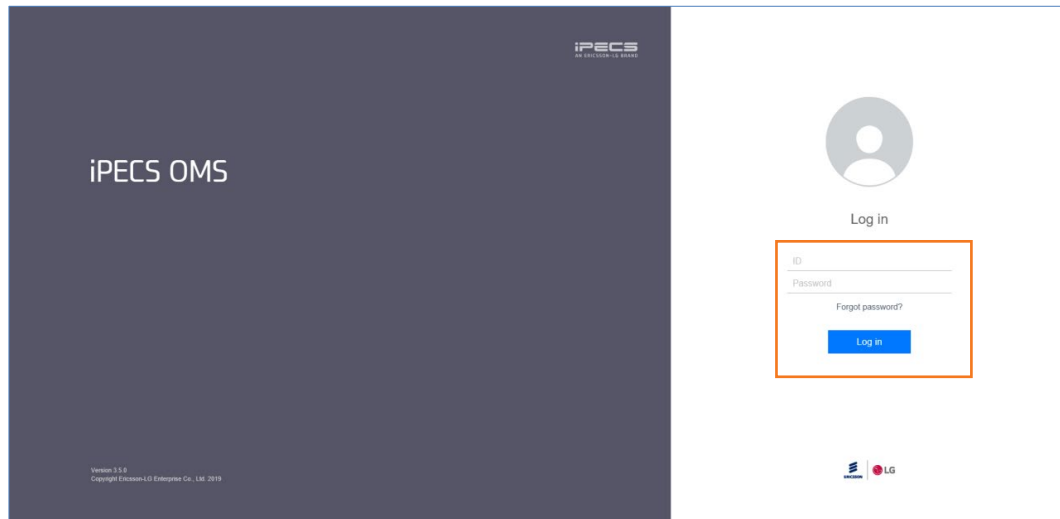 iPECS
AN ERICSSON-LG BRAND
iPECS OMS
Version 3.5.0
Copyright Ericsson-LG Enterprise Co., Ltd. 2019
Log in
ID
Password
Forgot password?
Log in
ERICSSON
LG